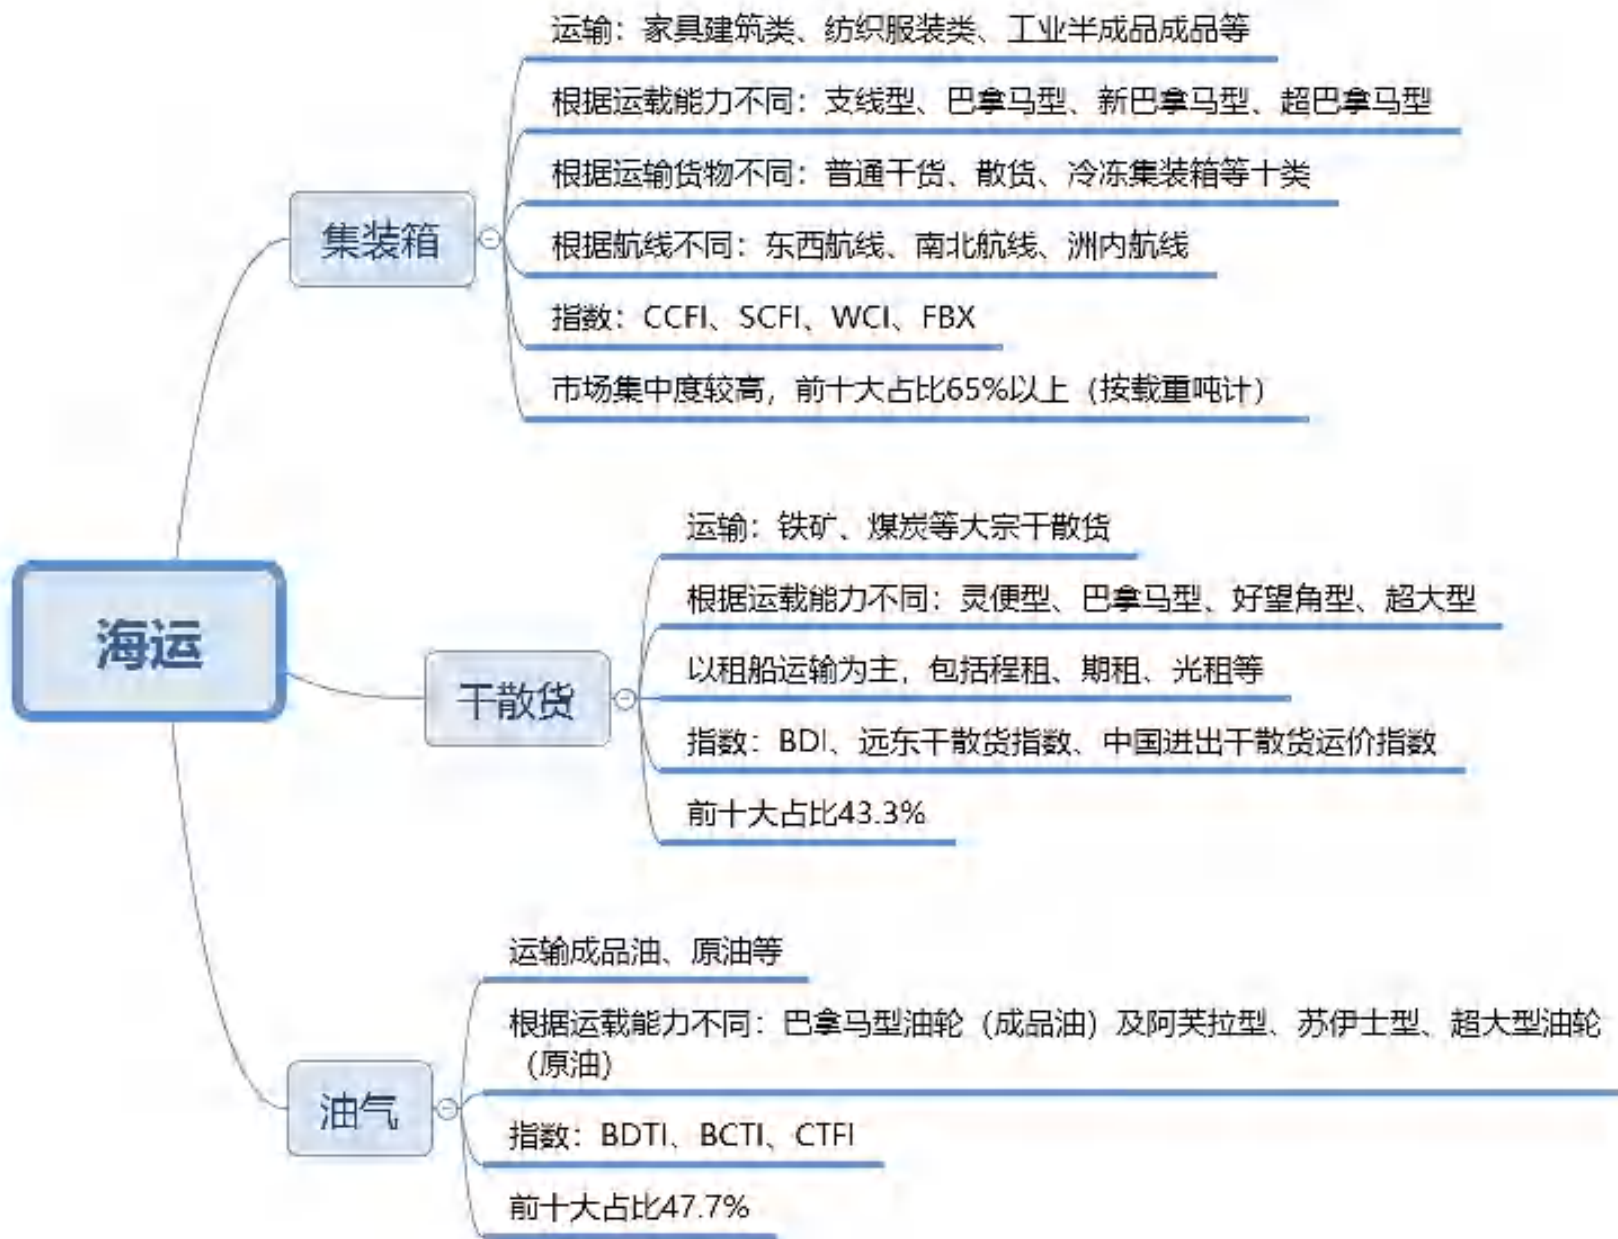 海运
集装箱
运输：家具建筑类、纺织服装类、工业半成品成品等
根据运载能力不同：支线型、巴拿马型、新巴拿马型、超巴拿马型
根据运输货物不同：普通干货、散货、冷冻集装箱等十类
根据航线不同：东西航线、南北航线、洲内航线
指数：CCFI、SCFI、WCI、FBX
市场集中度较高，前十大占比65%以上（按载重吨计）
干散货
运输：铁矿、煤炭等大宗干散货
根据运载能力不同：灵便型、巴拿马型、好望角型、超大型
以租船运输为主，包括程租、期租、光租等
指数：BDI、远东干散货指数、中国进出干散货运价指数
前十大占比43.3%
油气
运输成品油、原油等
根据运载能力不同：巴拿马型油轮（成品油）及阿芙拉型、苏伊士型、超大型油轮
（原油）
指数：BDTI、BCTI、CTFI
前十大占比47.7%